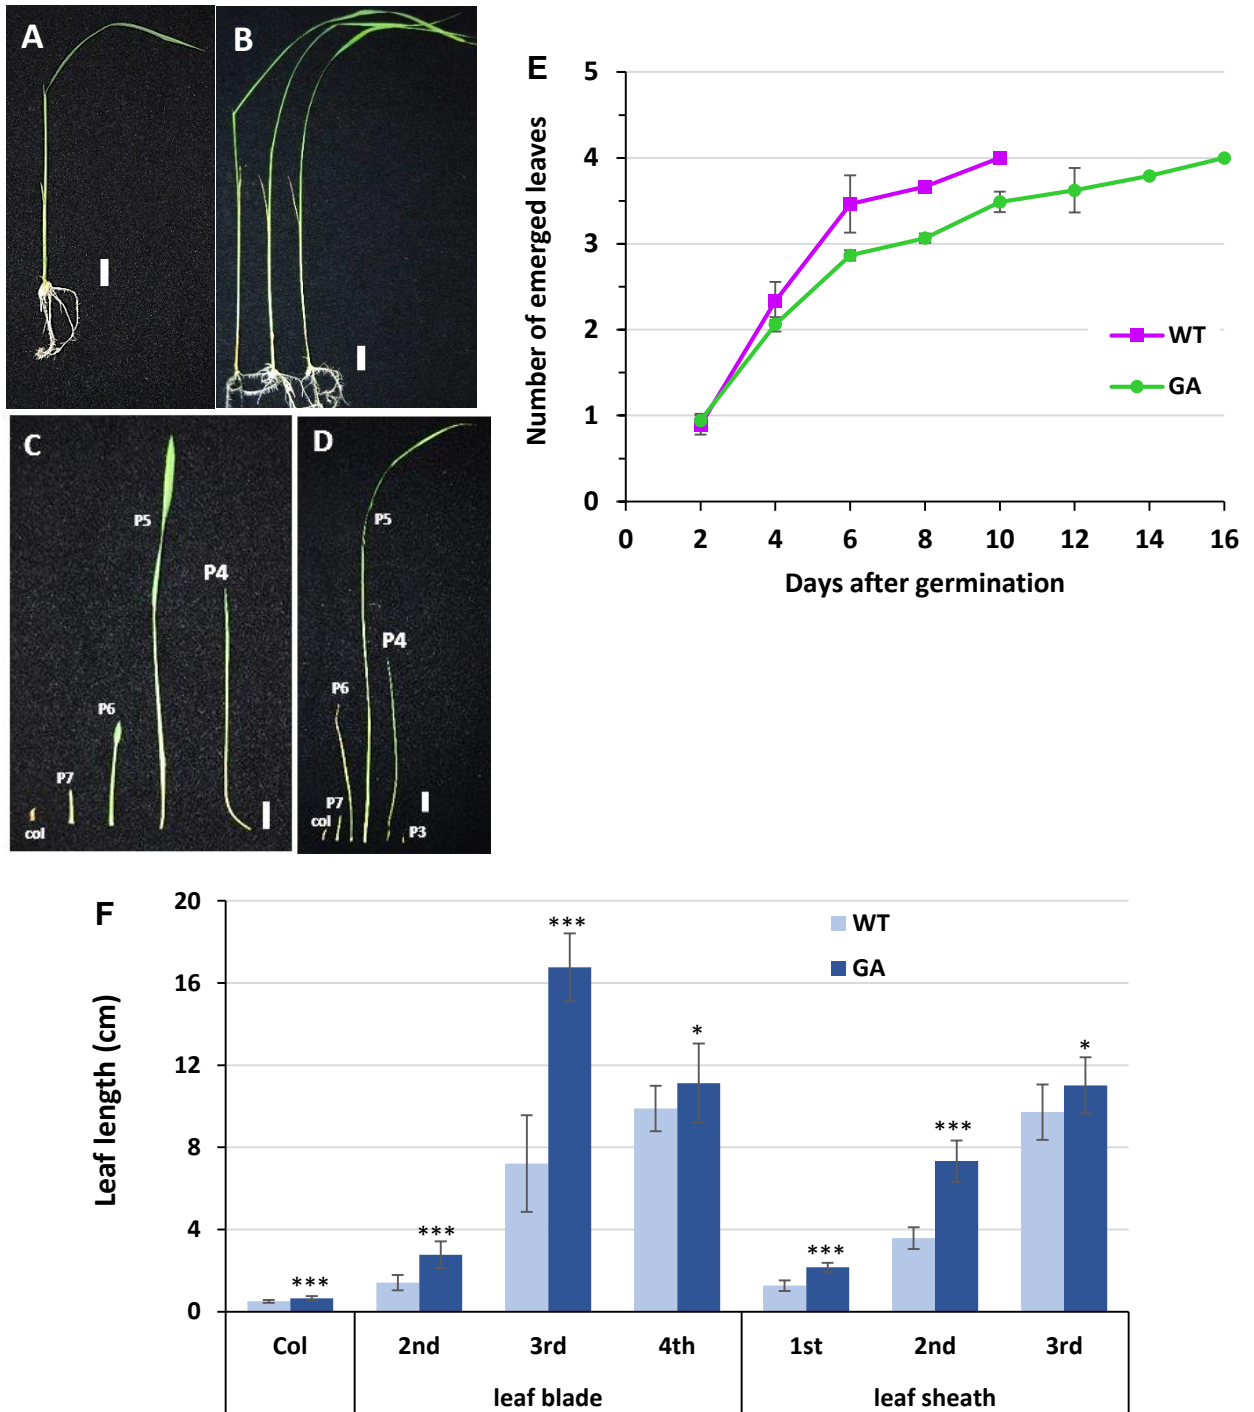 A
B
C
P5
P4
P6
P7
col
D
P5
P4
P6
P7
col
P3
E
Number of emerged leaves
5
4
3
2
1
0
0 2 4 6 8 10 12 14 16
Days after germination
WT
GA
F
Leaf length (cm)
20
16
12
8
4
0
WT
GA
*** *** *** * *** *** *
Col 2nd 3rd 4th 1st 2nd 3rd
leaf blade leaf sheath